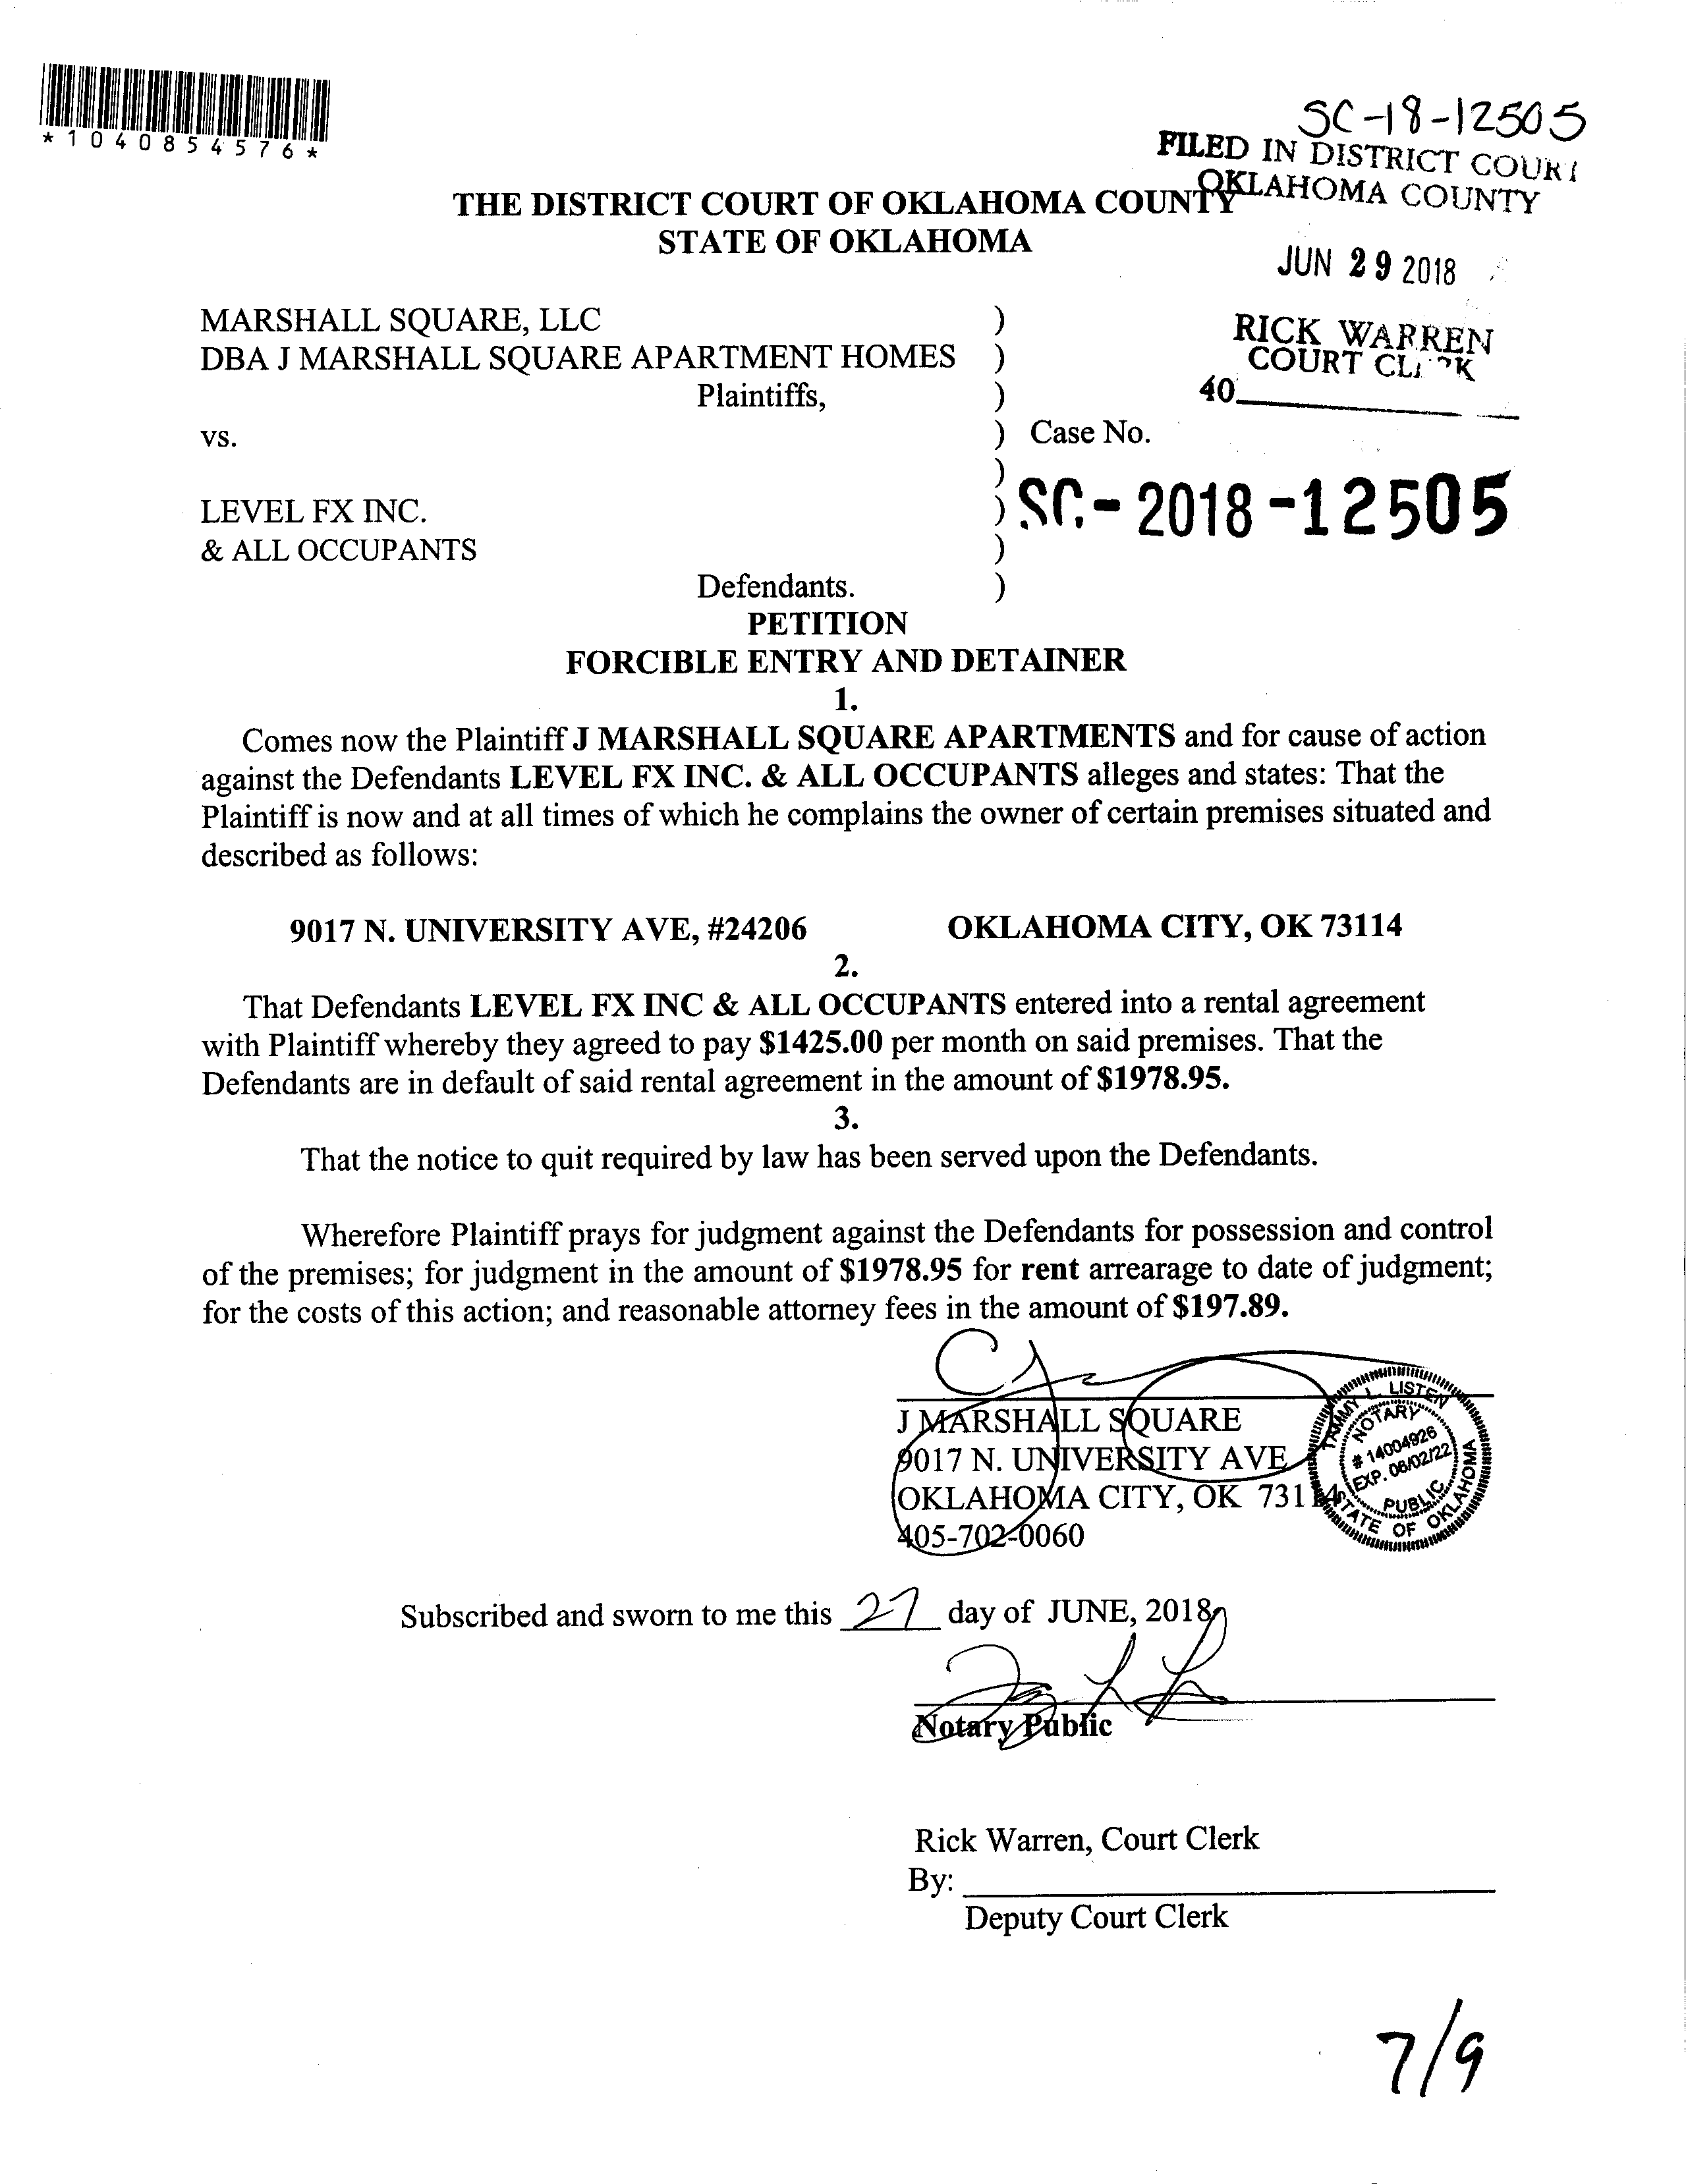 *1040854576*
SC-18-12505
FILED IN DISTRICT COURT
OKLAHOMA COUNTY
THE DISTRICT COURT OF OKLAHOMA COUNTY
STATE OF OKLAHOMA
JUN 29 2018
MARSHALL SQUARE, LLC )
DBA J MARSHALL SQUARE APARTMENT HOMES )
Plaintiffs, )
RICK WARREN
COURT CLERK
40
vs. ) Case No.
)
LEVEL FX INC. ) SC-2018-12505
& ALL OCCUPANTS )
Defendants. )
PETITION
FORCIBLE ENTRY AND DETAINER
1.
Comes now the Plaintiff J MARSHALL SQUARE APARTMENTS and for cause of action
against the Defendants LEVEL FX INC. & ALL OCCUPANTS alleges and states: That the
Plaintiff is now and at all times of which he complains the owner of certain premises situated and
described as follows:
9017 N. UNIVERSITY AVE, #24206 OKLAHOMA CITY, OK 73114
2.
That Defendants LEVEL FX INC & ALL OCCUPANTS entered into a rental agreement
with Plaintiff whereby they agreed to pay $1425.00 per month on said premises. That the
Defendants are in default of said rental agreement in the amount of $1978.95.
3.
That the notice to quit required by law has been served upon the Defendants.
Wherefore Plaintiff prays for judgment against the Defendants for possession and control
of the premises; for judgment in the amount of $1978.95 for rent arrearage to date of judgment;
for the costs of this action; and reasonable attorney fees in the amount of $197.89.
J MARSHALL SQUARE
9017 N. UNIVERSITY AVE
OKLAHOMA CITY, OK 73114
405-702-0060
TAMMY L. LISTEN
NOTARY
# 14004926
EXP. 06/02/22
PUBLIC
STATE OF OKLAHOMA
Subscribed and sworn to me this 27 day of JUNE, 2018
Notary Public
Rick Warren, Court Clerk
By:
Deputy Court Clerk
7/9